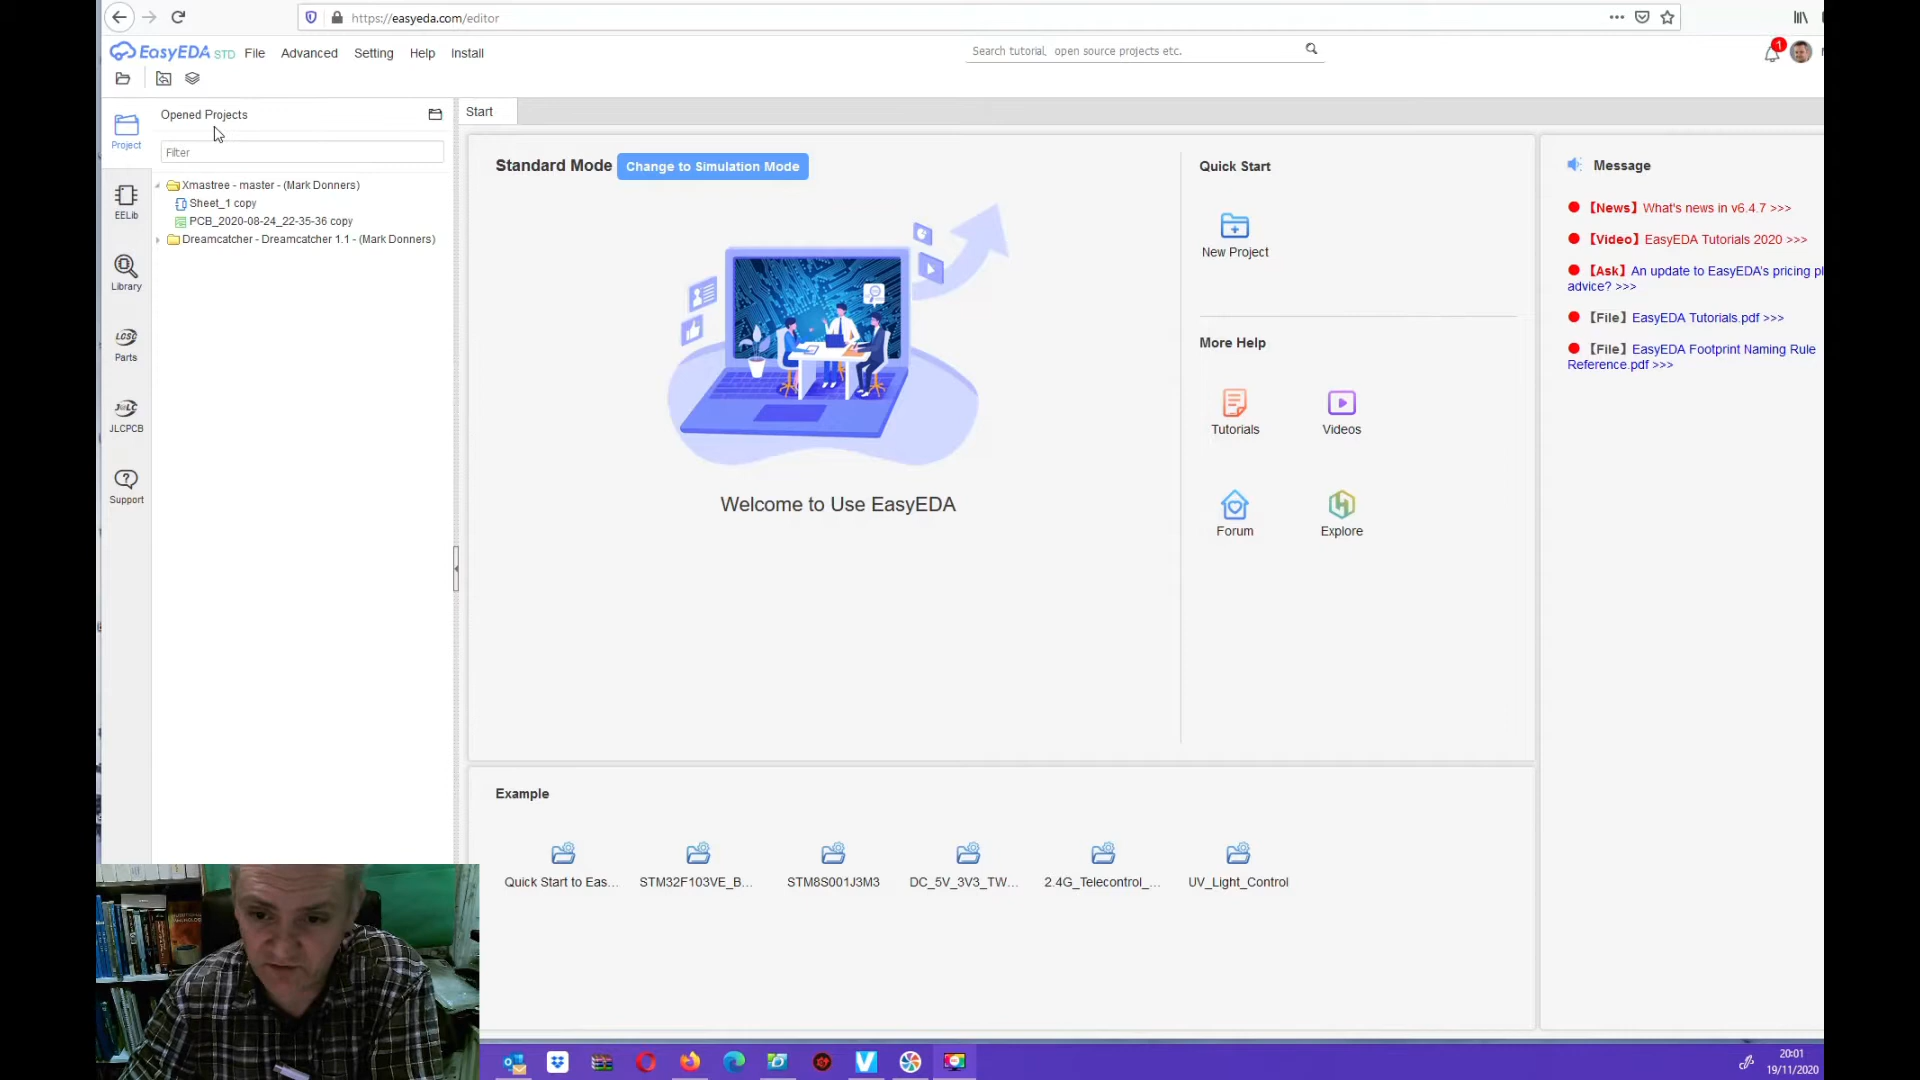 https://easyeda.com/editor
EasyEDA STD File Advanced Setting Help Install
Search tutorial, open source projects etc.
1
Opened Projects
Filter
Project
EELib
Library
LCSC
Parts
JLCPCB
Support
Xmastree - master - (Mark Donners)
Sheet_1 copy
PCB_2020-08-24_22-35-36 copy
Dreamcatcher - Dreamcatcher 1.1 - (Mark Donners)
Start
Standard Mode Change to Simulation Mode
Welcome to Use EasyEDA
Quick Start
New Project
More Help
Tutorials Videos
Forum Explore
Message
【News】What's news in v6.4.7 >>>
【Video】EasyEDA Tutorials 2020 >>>
【Ask】An update to EasyEDA's pricing pl
advice? >>>
【File】EasyEDA Tutorials.pdf >>>
【File】EasyEDA Footprint Naming Rule
Reference.pdf >>>
Example
Quick Start to Eas... STM32F103VE_B... STM8S001J3M3 DC_5V_3V3_TW... 2.4G_Telecontrol_... UV_Light_Control
20:01
19/11/2020